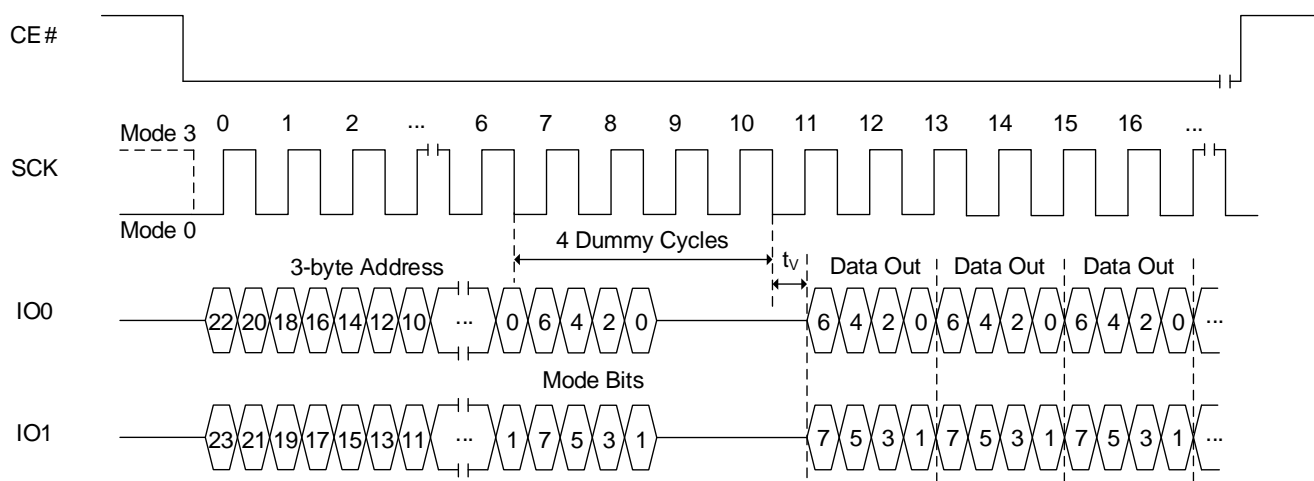 CE#
0 1 2 ... 6 7 8 9 10 11 12 13 14 15 16 ...
Mode 3
SCK
Mode 0
4 Dummy Cycles
3-byte Address
tV
Data Out Data Out Data Out
IO0
22 20 18 16 14 12 10 ... 0 6 4 2 0 6 4 2 0 6 4 2 0 6 4 2 0 ...
Mode Bits
IO1
23 21 19 17 15 13 11 ... 1 7 5 3 1 7 5 3 1 7 5 3 1 7 5 3 1 ...